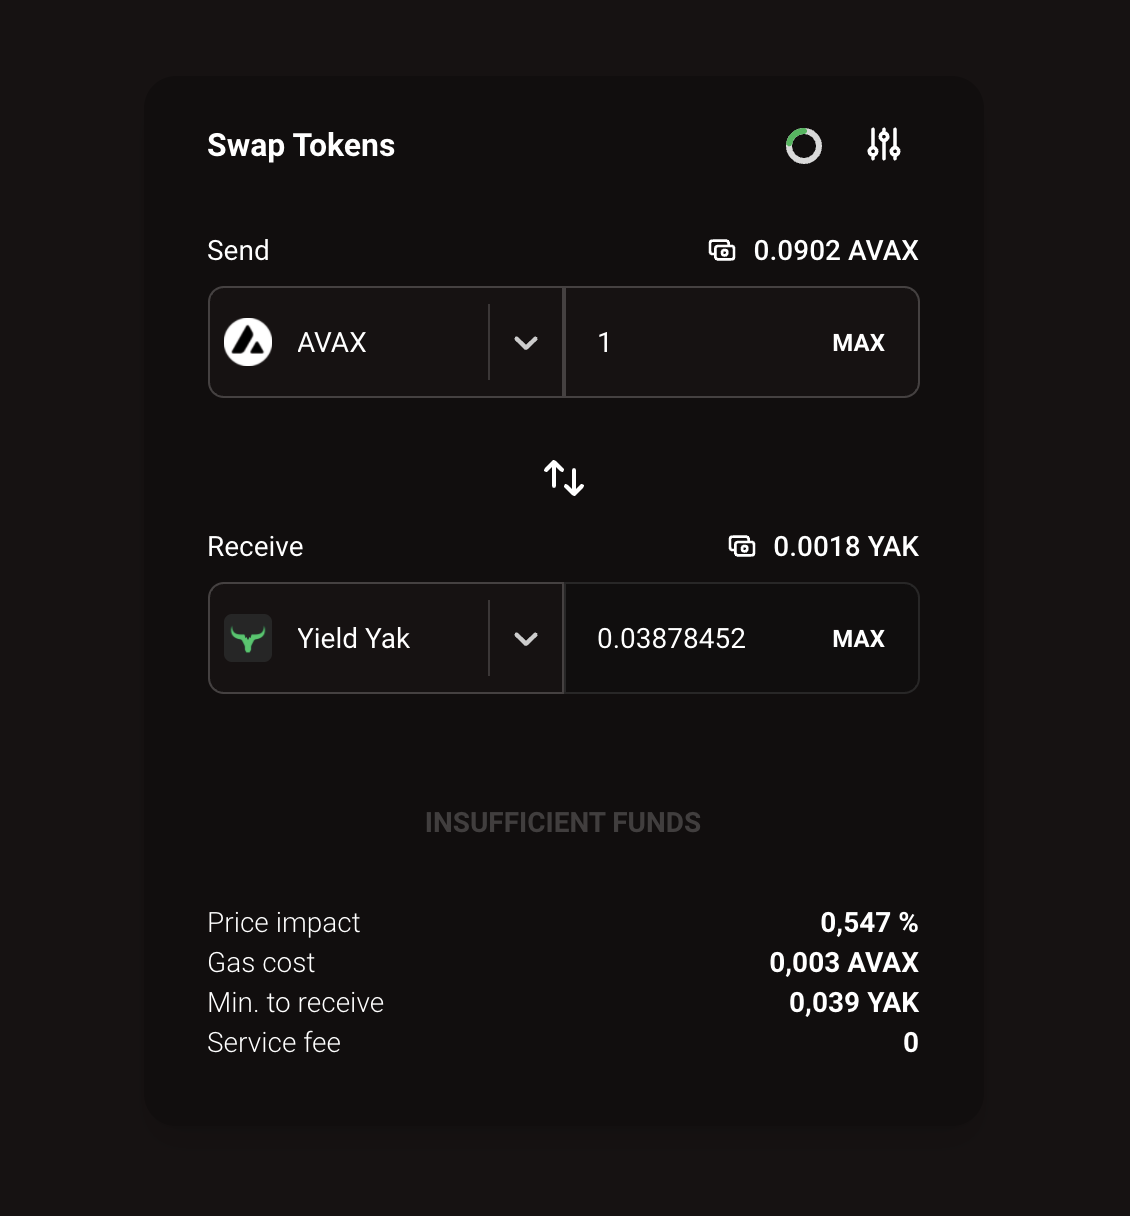 Swap Tokens
Send 0.0902 AVAX
AVAX 1 MAX
Receive 0.0018 YAK
Yield Yak 0.03878452 MAX
INSUFFICIENT FUNDS
Price impact 0,547 %
Gas cost 0,003 AVAX
Min. to receive 0,039 YAK
Service fee 0